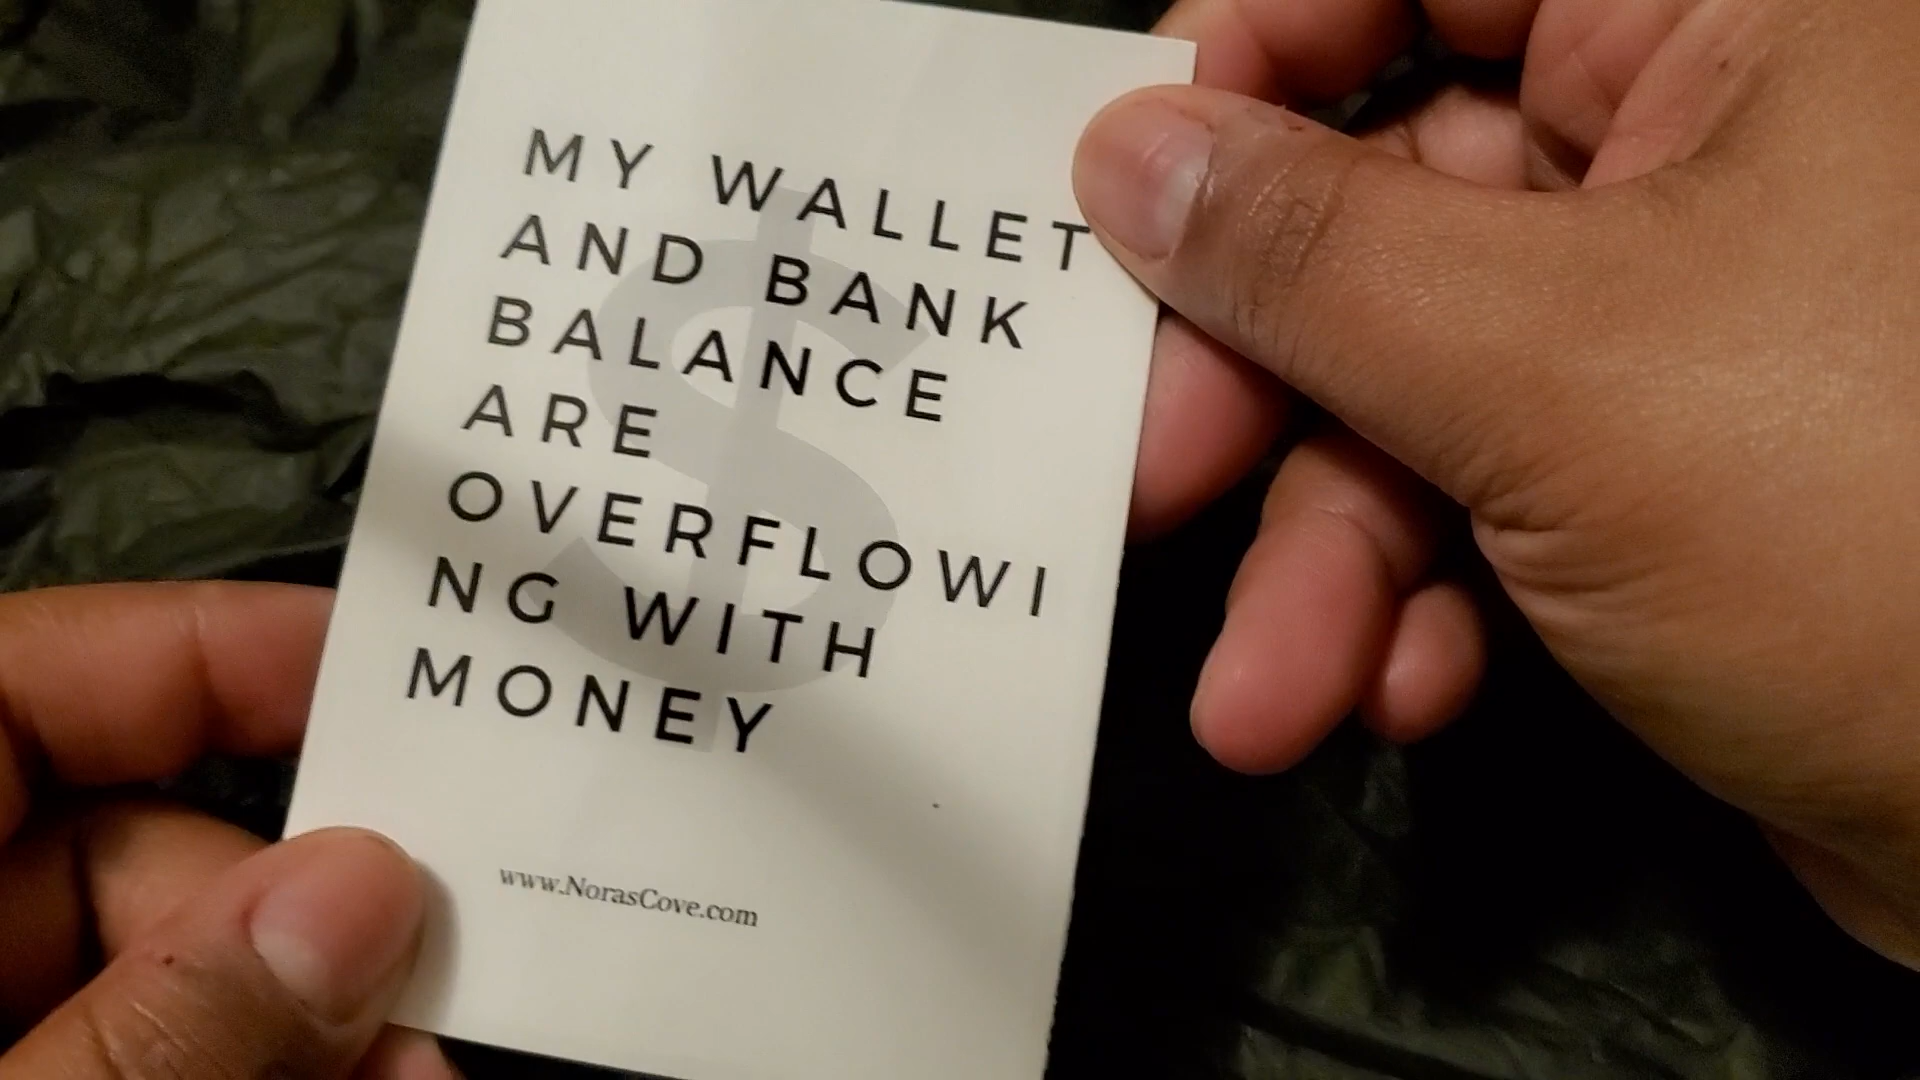 MY WALLET
AND BANK
BALANCE
ARE
OVERFLOWI
NG WITH
MONEY
www.NorasCove.com